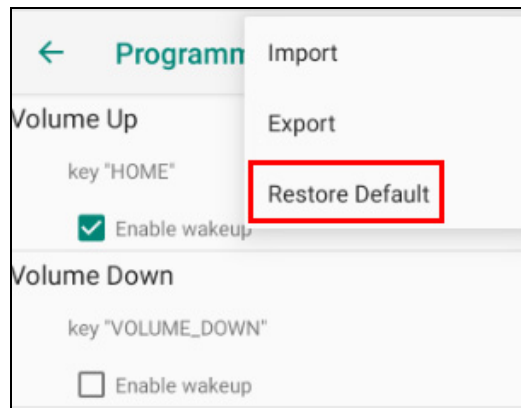 Programm
Import
Export
Restore Default
Volume Up
key "HOME"
Enable wakeup
Volume Down
key "VOLUME_DOWN"
Enable wakeup